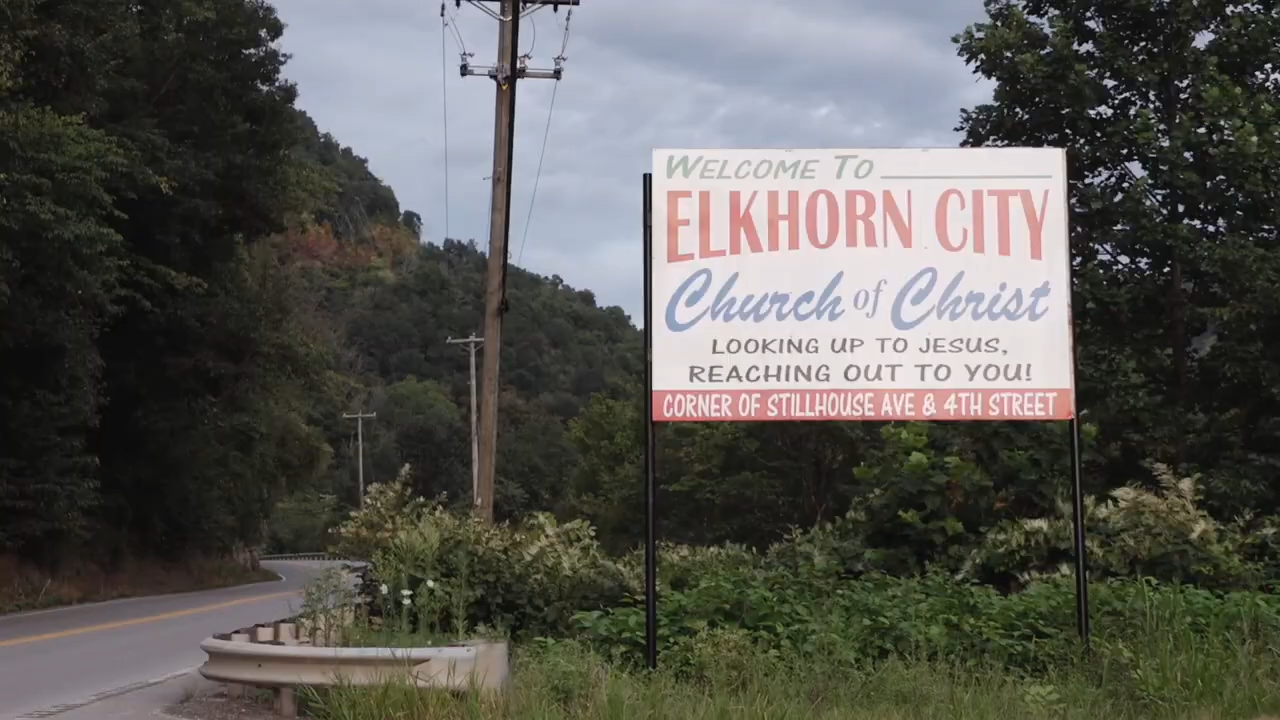 WELCOME TO
ELKHORN CITY
Church of Christ
LOOKING UP TO JESUS,
REACHING OUT TO YOU!
CORNER OF STILLHOUSE AVE & 4TH STREET